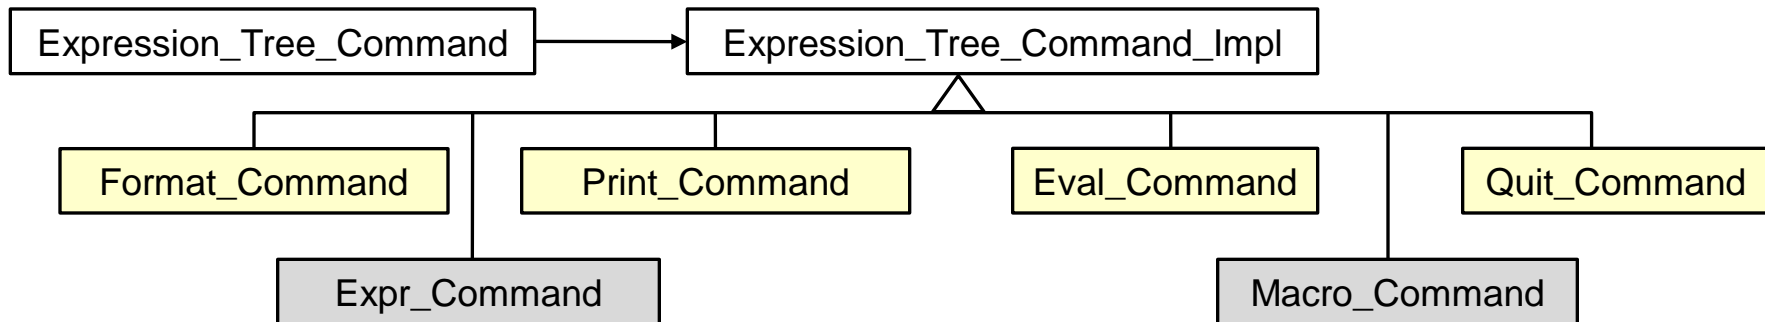 Expression_Tree_Command
Expression_Tree_Command_Impl
Format_Command
Print_Command
Eval_Command
Quit_Command
Expr_Command
Macro_Command